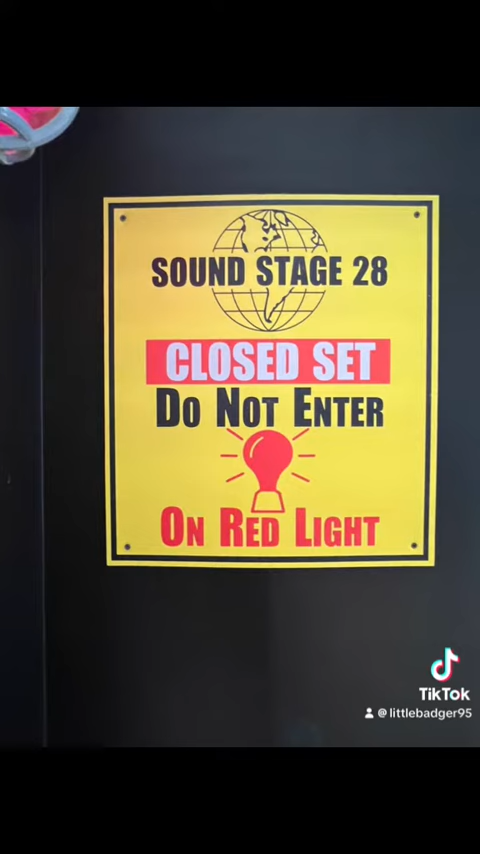 SOUND STAGE 28
CLOSED SET
DO NOT ENTER
ON RED LIGHT
TikTok
@littlebadger95